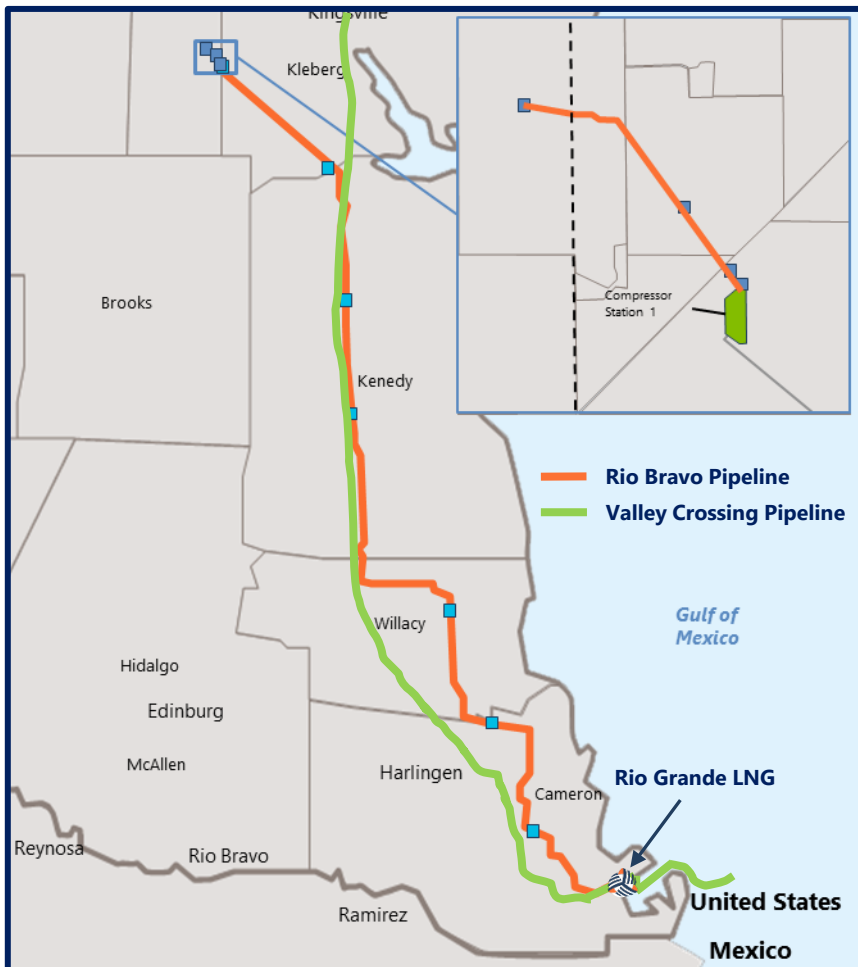 Kingsville
Kleberg
Compressor
Station 1
Brooks
Kenedy
Rio Bravo Pipeline
Valley Crossing Pipeline
Gulf of
Mexico
Willacy
Hidalgo
Edinburg
McAllen
Harlingen
Rio Grande LNG
Cameron
Reynosa
Rio Bravo
United States
Ramirez
Mexico